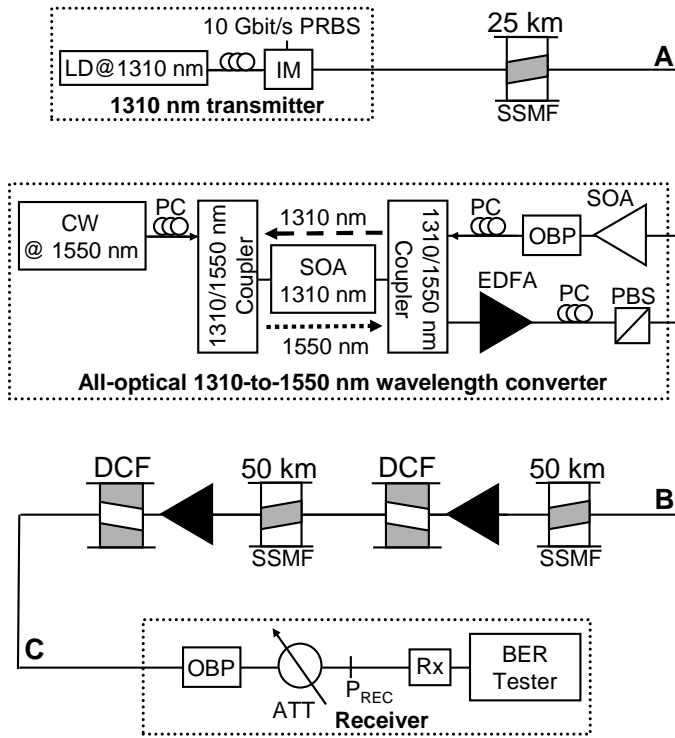 10 Gbit/s PRBS
LD@1310 nm
IM
1310 nm transmitter
25 km
SSMF
A
CW
@ 1550 nm
PC
1310/1550 nm
Coupler
1310 nm
SOA
1310 nm
1550 nm
1310/1550 nm
Coupler
PC
OBP
SOA
EDFA
PC
PBS
All-optical 1310-to-1550 nm wavelength converter
DCF
50 km
SSMF
DCF
50 km
SSMF
B
C
OBP
ATT
PREC
Rx
BER
Tester
Receiver